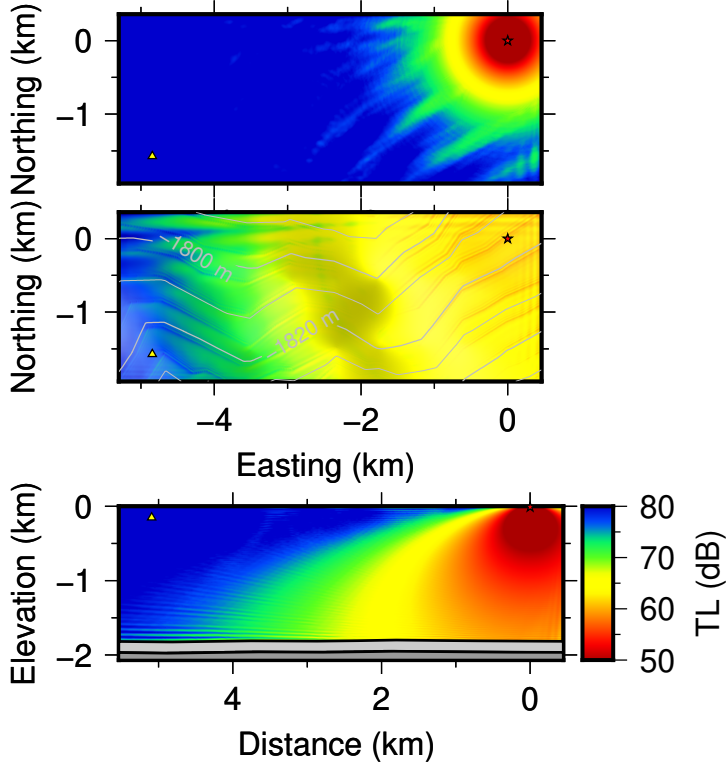 0
−1
Northing (km)
−1800 m
−1820 m
0
−1
Northing (km)
−4
−2
0
Easting (km)
0
−1
−2
Elevation (km)
4
2
0
Distance (km)
80
70
60
50
TL (dB)